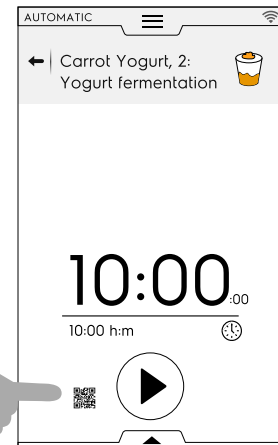 AUTOMATIC
Carrot Yogurt, 2:
Yogurt fermentation
10:00:00
10:00 h:m